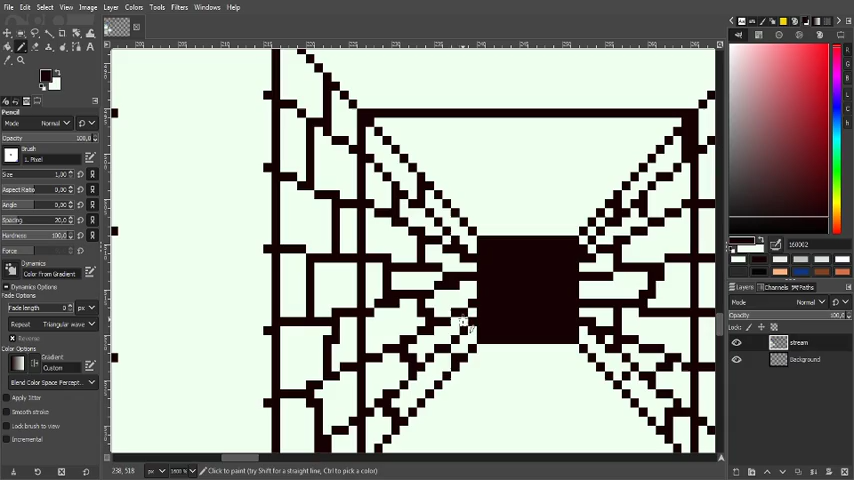 File Edit Select View Image Layer Colors Tools Filters Windows Help
Pencil
Mode Normal
Opacity 100,0
Brush
1. Pixel
Size 1,00
Aspect Ratio 0,00
Angle 0,00
Spacing 20,0
Hardness 100,0
Force
Dynamics
Color From Gradient
Dynamics Options
Fade Options
Fade length 0 px
Repeat Triangular wave
Reverse
Color Options
Gradient
Custom
Blend Color Space Perceptual
Apply Jitter
Smooth stroke
Lock brush to view
Incremental
238, 518 px 1600 % Click to paint (try Shift for a straight line, Ctrl to pick a color)
R
G
B
L
C
h
160002
Layers Channels Paths
Mode Normal
Opacity 100,0
Lock:
stream
Background